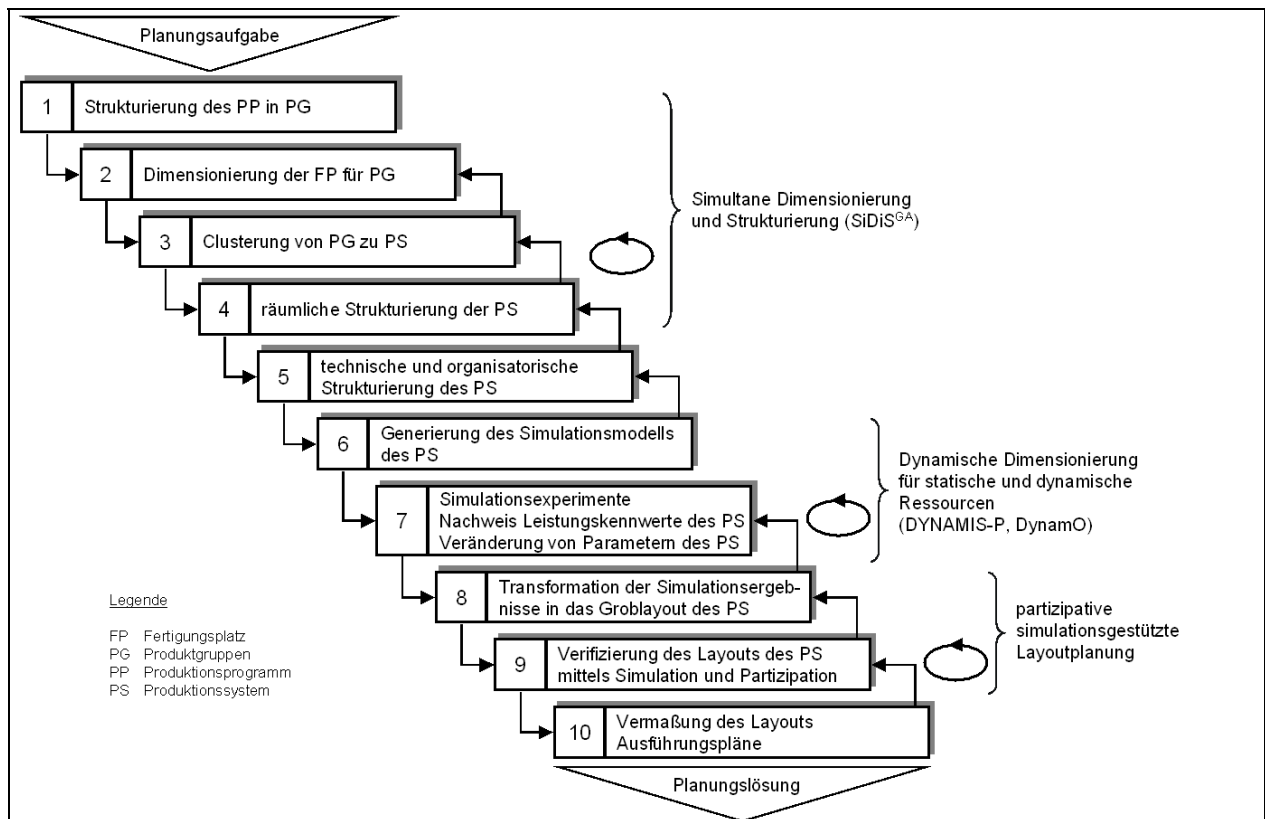 Planungsaufgabe
1
Strukturierung des PP in PG
2
Dimensionierung der FP für PG
3
Clusterung von PG zu PS
4
räumliche Strukturierung der PS
5
technische und organisatorische
Strukturierung des PS
6
Generierung des Simulationsmodells
des PS
7
Simulationsexperimente
Nachweis Leistungskennwerte des PS
Veränderung von Parametern des PS
8
Transformation der Simulationsergeb-
nisse in das Groblayout des PS
9
Verifizierung des Layouts des PS
mittels Simulation und Partizipation
10
Vermaßung des Layouts
Ausführungspläne
Planungslösung
Simultane Dimensionierung
und Strukturierung (SiDiS^GA)
Dynamische Dimensionierung
für statische und dynamische
Ressourcen
(DYNAMIS-P, DynamO)
partizipative
simulationsgestützte
Layoutplanung
Legende
FP Fertigungsplatz
PG Produktgruppen
PP Produktionsprogramm
PS Produktionssystem